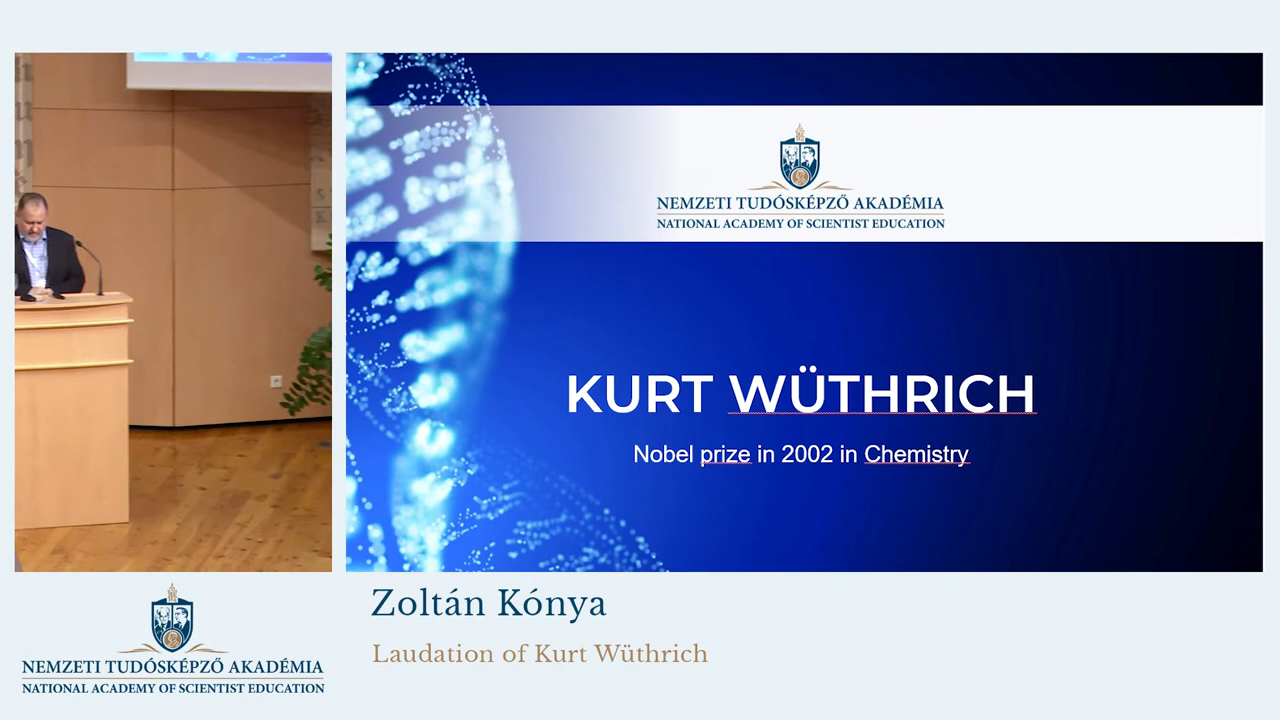 NEMZETI TUDÓSKÉPZŐ AKADÉMIA
NATIONAL ACADEMY OF SCIENTIST EDUCATION
KURT WÜTHRICH
Nobel prize in 2002 in Chemistry
Zoltán Kónya
Laudation of Kurt Wüthrich
NEMZETI TUDÓSKÉPZŐ AKADÉMIA
NATIONAL ACADEMY OF SCIENTIST EDUCATION